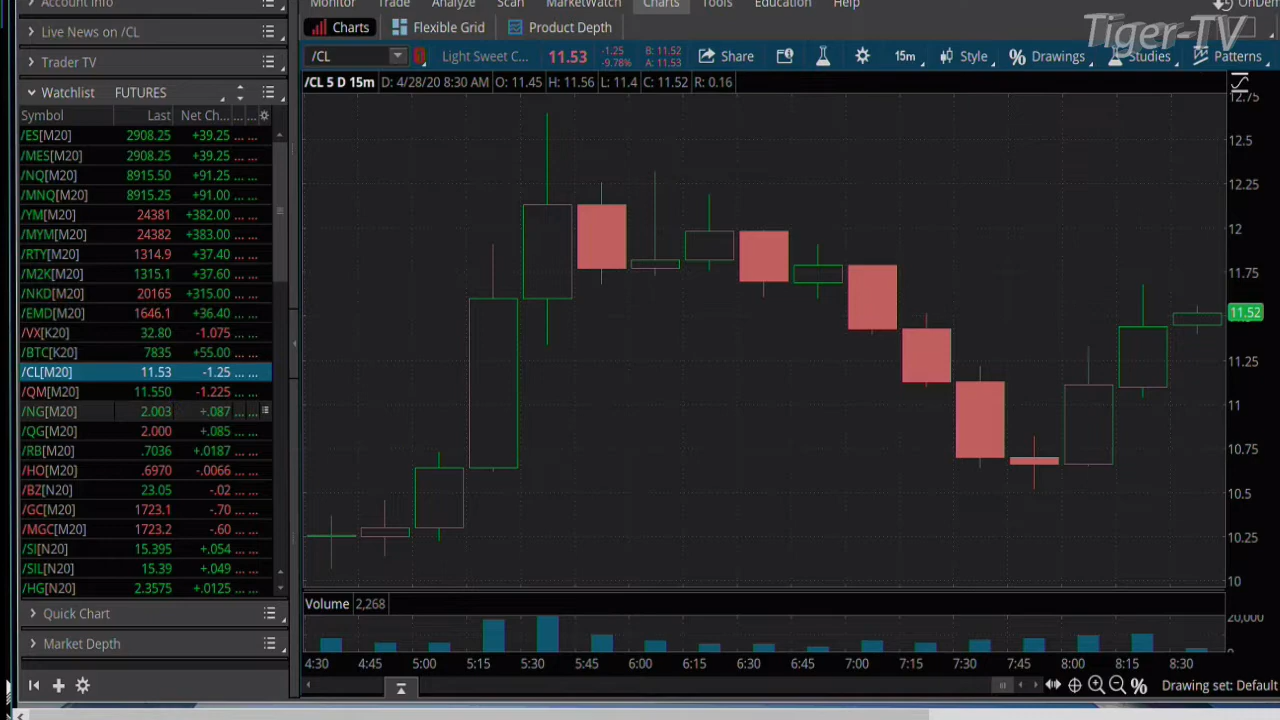 Account Info
Monitor Trade Analyze Scan MarketWatch Charts Tools Education Help
OnDem
Tiger-TV
Live News on /CL
Charts Flexible Grid Product Depth
Trader TV
/CL Light Sweet C... 11.53 -1.25 -9.78% B: 11.52 A: 11.53 Share 15m Style Drawings Studies Patterns
Watchlist FUTURES
/CL 5 D 15m D: 4/28/20 8:30 AM O: 11.45 H: 11.56 L: 11.4 C: 11.52 R: 0.16
Symbol Last Net Ch... ... ...
/ES[M20] 2908.25 +39.25 ... ...
/MES[M20] 2908.25 +39.25 ... ...
/NQ[M20] 8915.50 +91.25 ... ...
/MNQ[M20] 8915.25 +91.00 ... ...
/YM[M20] 24381 +382.00 ... ...
/MYM[M20] 24382 +383.00 ... ...
/RTY[M20] 1314.9 +37.40 ... ...
/M2K[M20] 1315.1 +37.60 ... ...
/NKD[M20] 20165 +315.00 ... ...
/EMD[M20] 1646.1 +36.40 ... ...
/VX[K20] 32.80 -1.075 ... ...
/BTC[K20] 7835 +55.00 ... ...
/CL[M20] 11.53 -1.25 ... ...
/QM[M20] 11.550 -1.225 ... ...
/NG[M20] 2.003 +.087 ... ...
/QG[M20] 2.000 +.085 ... ...
/RB[M20] .7036 +.0187 ... ...
/HO[M20] .6970 -.0066 ... ...
/BZ[N20] 23.05 -.02 ... ...
/GC[M20] 1723.1 -.70 ... ...
/MGC[M20] 1723.2 -.60 ... ...
/SI[N20] 15.395 +.054 ... ...
/SIL[N20] 15.39 +.049 ... ...
/HG[N20] 2.3575 +.0125 ... ...
12.75
12.5
12.25
12
11.75
11.52
11.25
11
10.75
10.5
10.25
10
Quick Chart
Market Depth
Volume 2,268
20,000
4:30 4:45 5:00 5:15 5:30 5:45 6:00 6:15 6:30 6:45 7:00 7:15 7:30 7:45 8:00 8:15 8:30
% Drawing set: Default